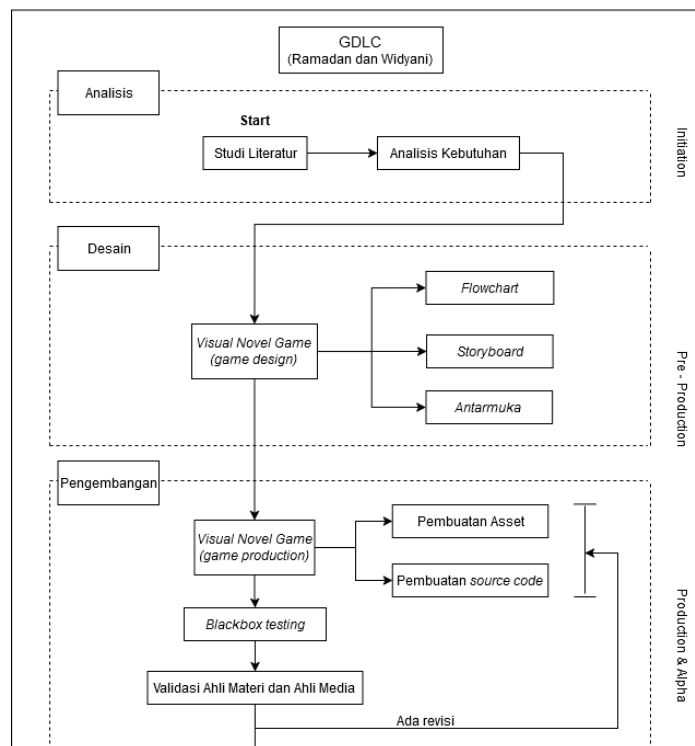 GDLC
(Ramadan dan Widyani)
Analisis
Start
Studi Literatur
Analisis Kebutuhan
Initiation
Desain
Visual Novel Game
(game design)
Flowchart
Storyboard
Antarmuka
Pre - Production
Pengembangan
Visual Novel Game
(game production)
Pembuatan Asset
Pembuatan source code
Blackbox testing
Validasi Ahli Materi dan Ahli Media
Ada revisi
Production & Alpha